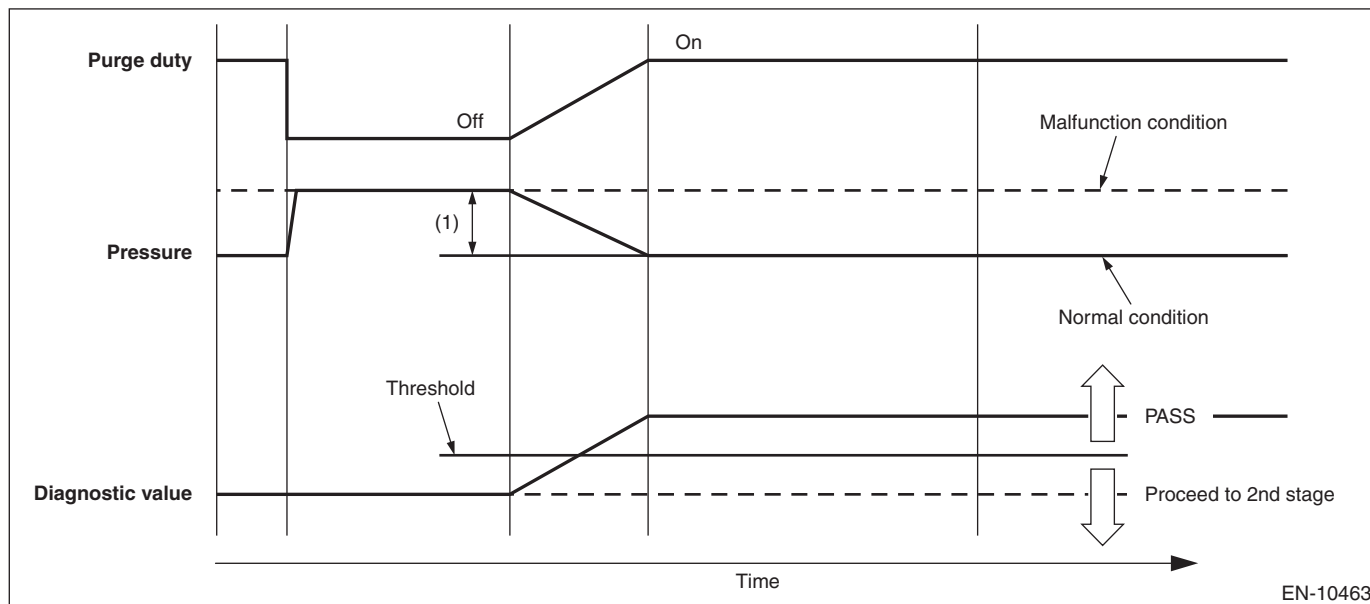 On
Purge duty
Off
Malfunction condition
(1)
Pressure
Normal condition
Threshold
PASS
Diagnostic value
Proceed to 2nd stage
Time
EN-10463